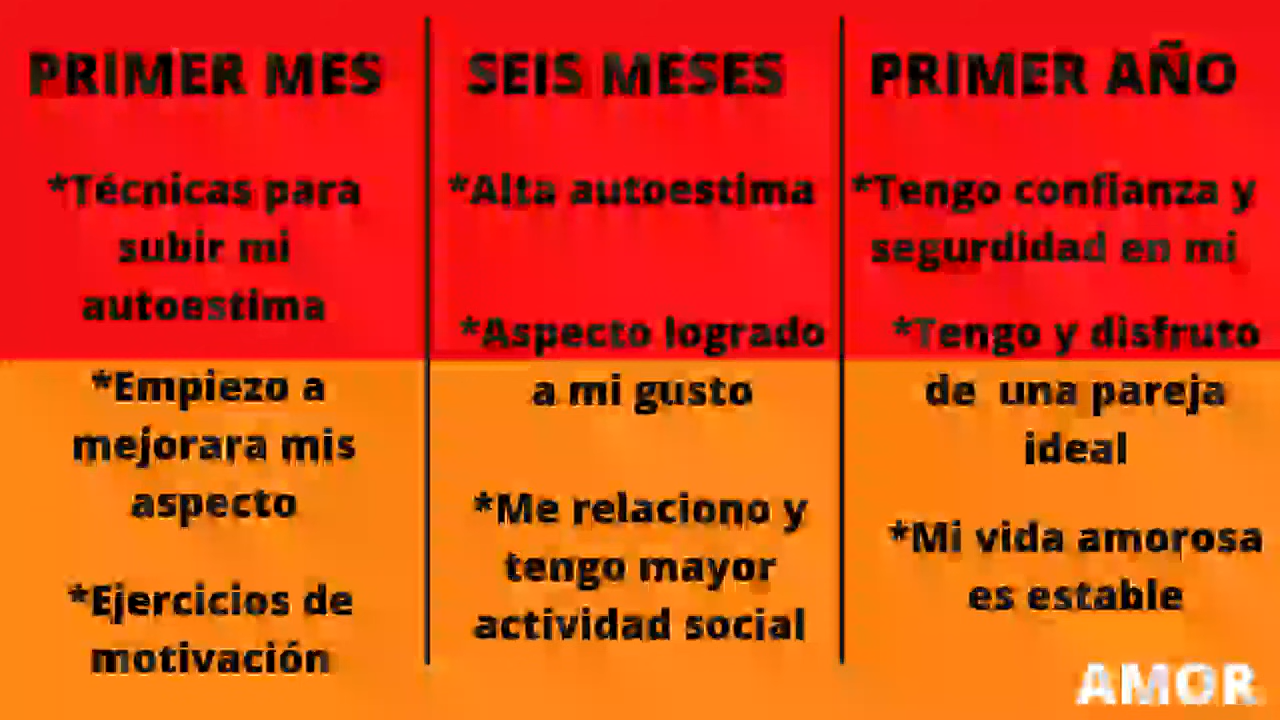 PRIMER MES
*Técnicas para
subir mi
autoestima
*Empiezo a
mejorara mis
aspecto
*Ejercicios de
motivación
SEIS MESES
*Alta autoestima
*Aspecto logrado
a mi gusto
*Me relaciono y
tengo mayor
actividad social
PRIMER AÑO
*Tengo confianza y
segurdidad en mi
*Tengo y disfruto
de una pareja
ideal
*Mi vida amorosa
es estable
AMOR